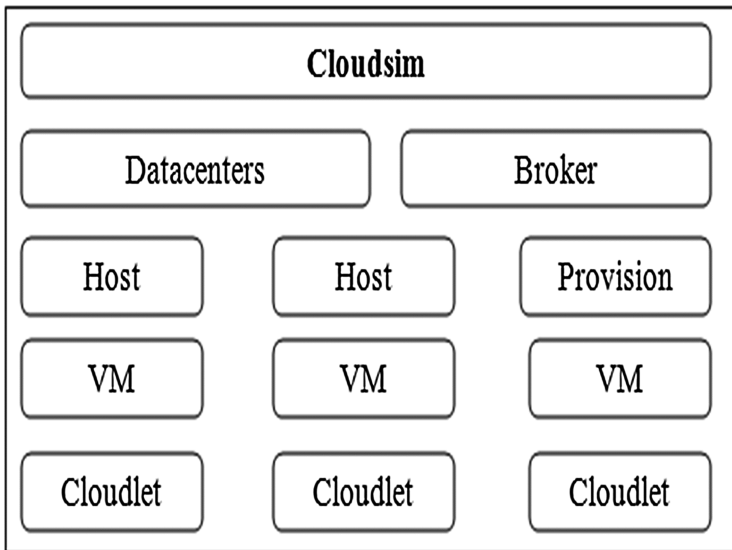 Cloudsim
Datacenters Broker
Host Host Provision
VM VM VM
Cloudlet Cloudlet Cloudlet